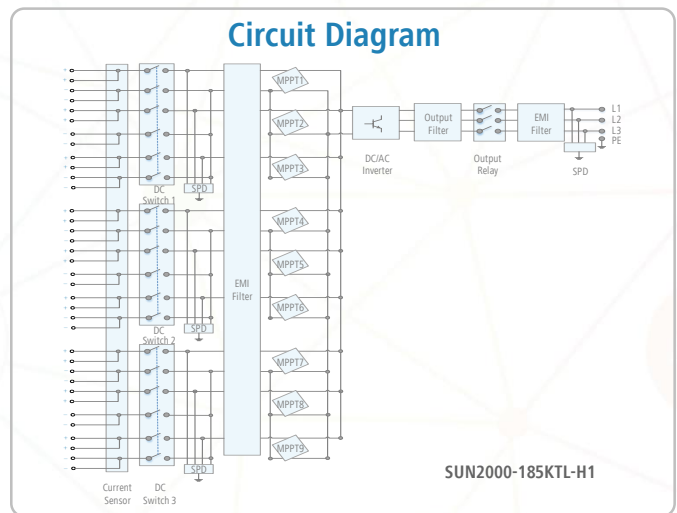 Circuit Diagram
MPPT1
MPPT2
MPPT3
DC
Switch 1
SPD
MPPT4
MPPT5
MPPT6
EMI
Filter
DC
Switch 2
SPD
MPPT7
MPPT8
MPPT9
SPD
Current
Sensor
DC
Switch 3
DC/AC
Inverter
Output
Filter
Output
Relay
EMI
Filter
L1
L2
L3
PE
SPD
SUN2000-185KTL-H1